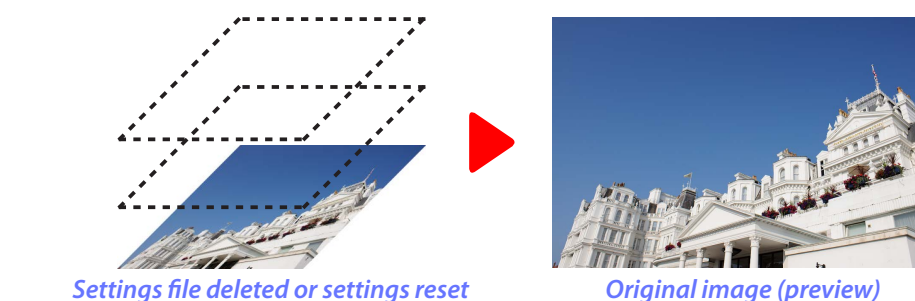 Settings file deleted or settings reset
Original image (preview)